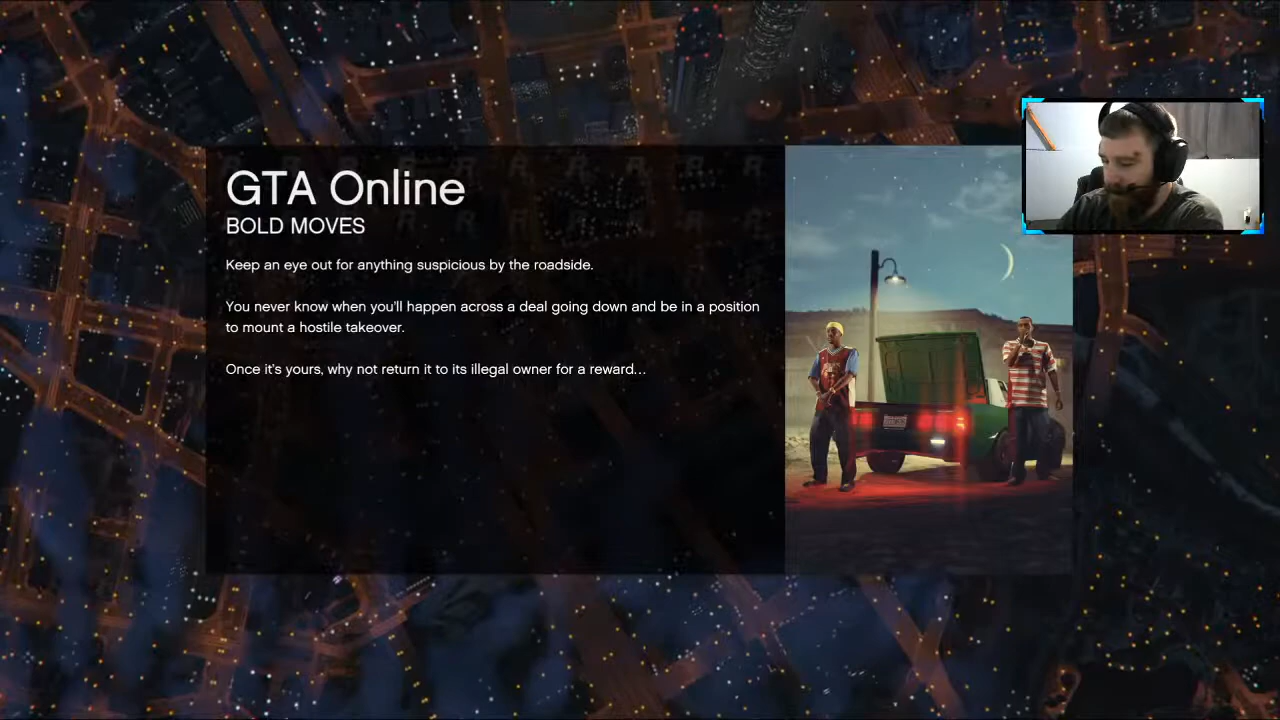 GTA Online
BOLD MOVES
Keep an eye out for anything suspicious by the roadside.
You never know when you'll happen across a deal going down and be in a position
to mount a hostile takeover.
Once it's yours, why not return it to its illegal owner for a reward...